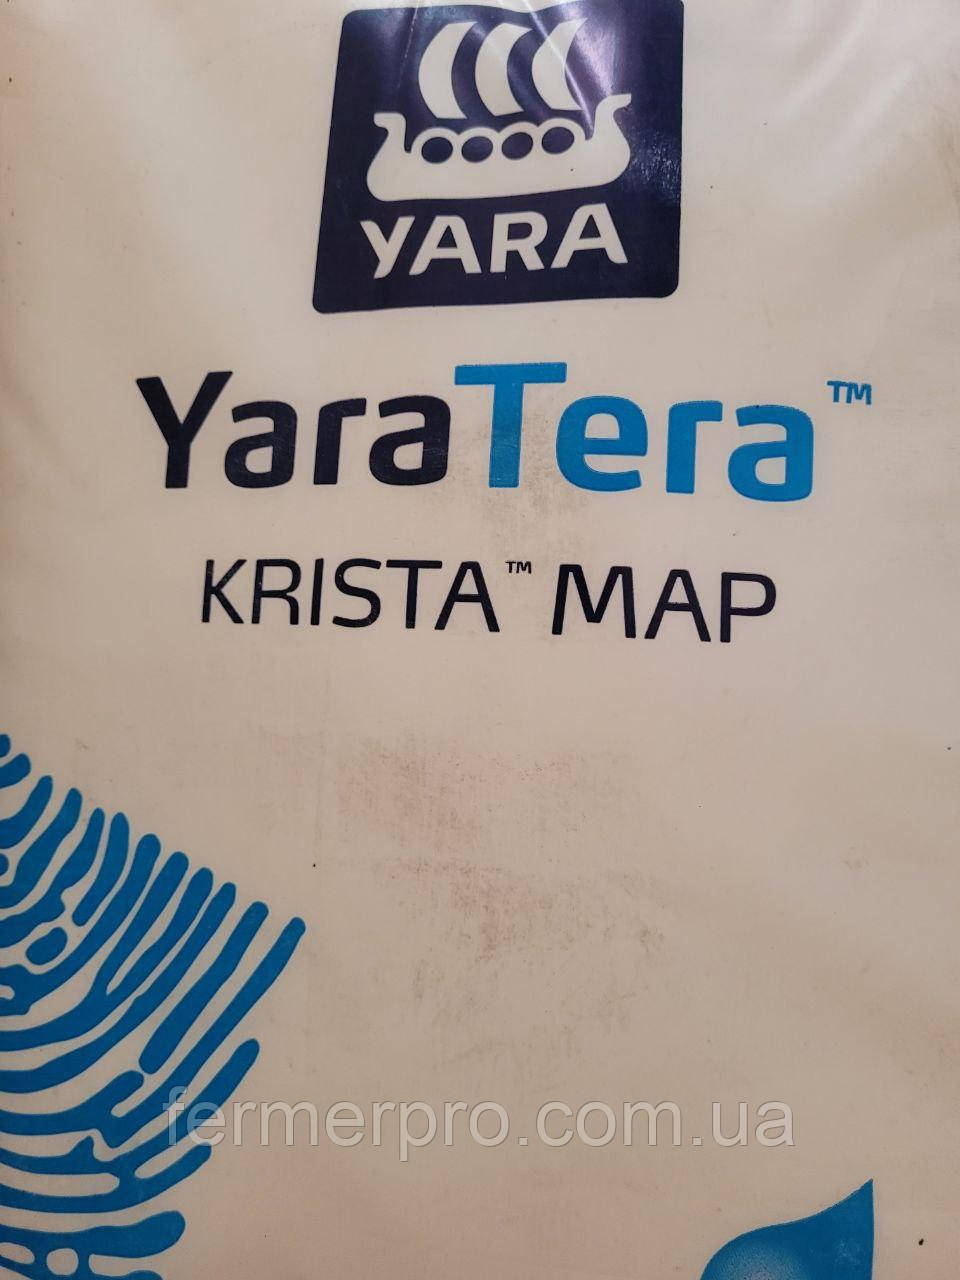 YARA
YaraTera™
KRISTA™ MAP
fermerpro.com.ua